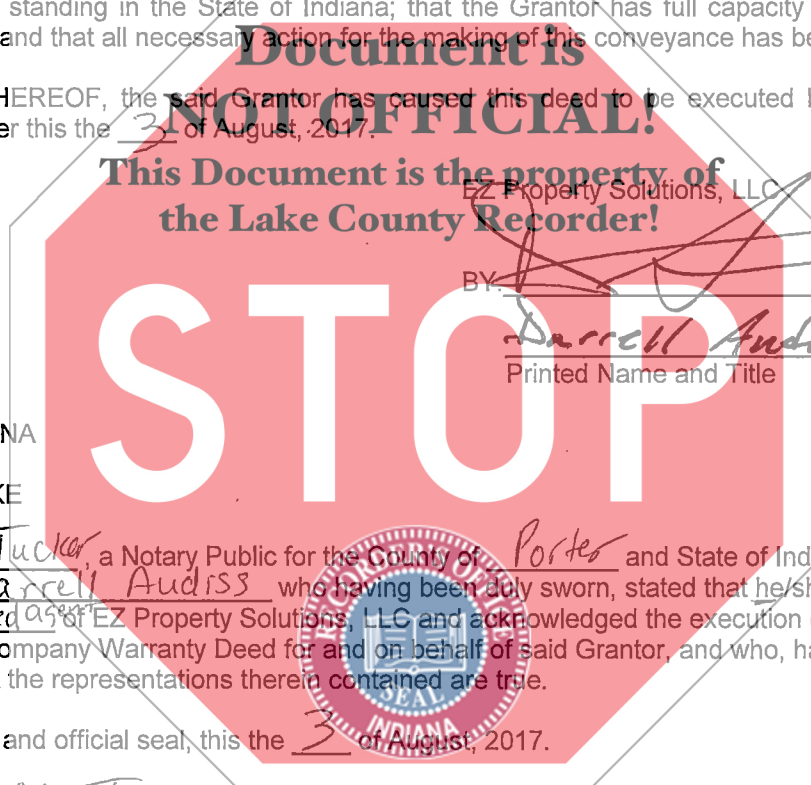 standing in the State of Indiana; that the Grantor has full capacity
and that all necessary action for the making of this conveyance has be
Document is
HEREOF, the said Grantor has caused this deed to be executed
er this the 3 of August, 2017.
NOT OFFICIAL!
This Document is the property of
EZ Property Solutions, LLC
the Lake County Recorder!
BY:
STOP
Darrell Aud
Printed Name and Title
NA
KE
Tucker, a Notary Public for the County of Porter and State of Ind
arrell Audiss who having been duly sworn, stated that he/sh
ed agent of EZ Property Solutions, LLC and acknowledged the execution
ompany Warranty Deed for and on behalf of said Grantor, and who, ha
the representations therein contained are true.
RECORDER'S OFFICE
SEAL
INDIANA
and official seal, this the 3 of August, 2017.